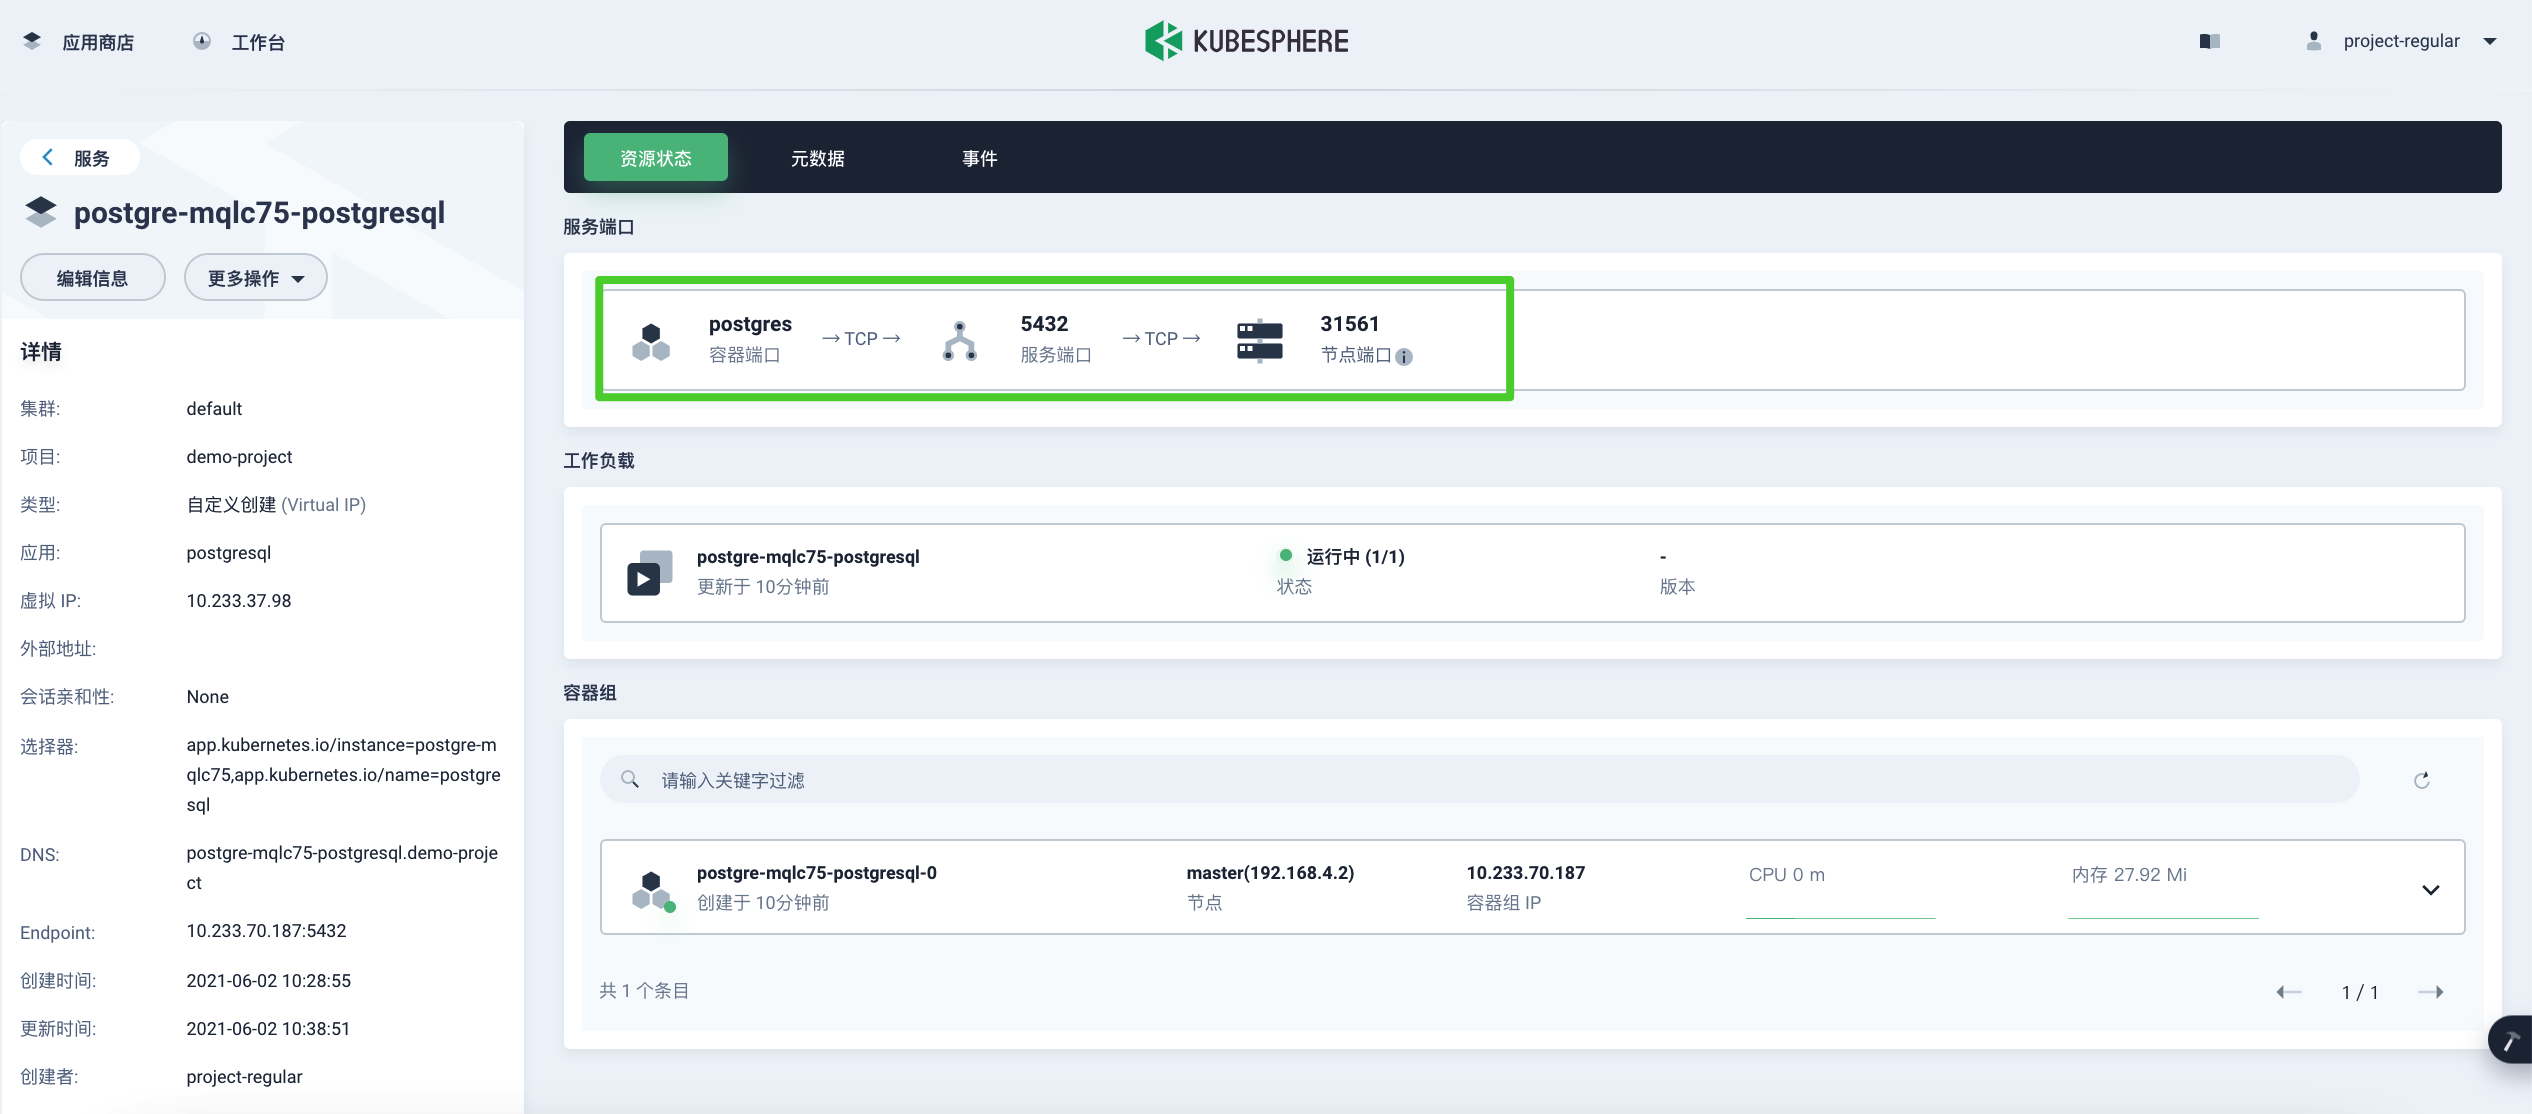 应用商店
工作台
KUBESPHERE
project-regular
服务
postgre-mqlc75-postgresql
编辑信息
更多操作
详情
集群:
default
项目:
demo-project
类型:
自定义创建 (Virtual IP)
应用:
postgresql
虚拟 IP:
10.233.37.98
外部地址:
会话亲和性:
None
选择器:
app.kubernetes.io/instance=postgre-m
qlc75,app.kubernetes.io/name=postgre
sql
DNS:
postgre-mqlc75-postgresql.demo-proje
ct
Endpoint:
10.233.70.187:5432
创建时间:
2021-06-02 10:28:55
更新时间:
2021-06-02 10:38:51
创建者:
project-regular
资源状态
元数据
事件
服务端口
postgres
容器端口
→ TCP →
5432
服务端口
→ TCP →
31561
节点端口
工作负载
postgre-mqlc75-postgresql
更新于 10分钟前
运行中 (1/1)
状态
-
版本
容器组
请输入关键字过滤
postgre-mqlc75-postgresql-0
创建于 10分钟前
master(192.168.4.2)
节点
10.233.70.187
容器组 IP
CPU 0 m
内存 27.92 Mi
共 1 个条目
1 / 1